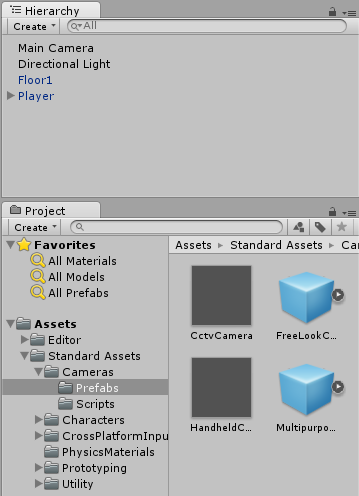 Hierarchy
Create All
Main Camera
Directional Light
Floor1
Player
Project
Create
Favorites
All Materials
All Models
All Prefabs
Assets
Editor
Standard Assets
Cameras
Prefabs
Scripts
Characters
CrossPlatformInpu
PhysicsMaterials
Prototyping
Utility
Assets ▸ Standard Assets ▸ Ca
CctvCamera FreeLookC...
HandheldC... Multipurpo...